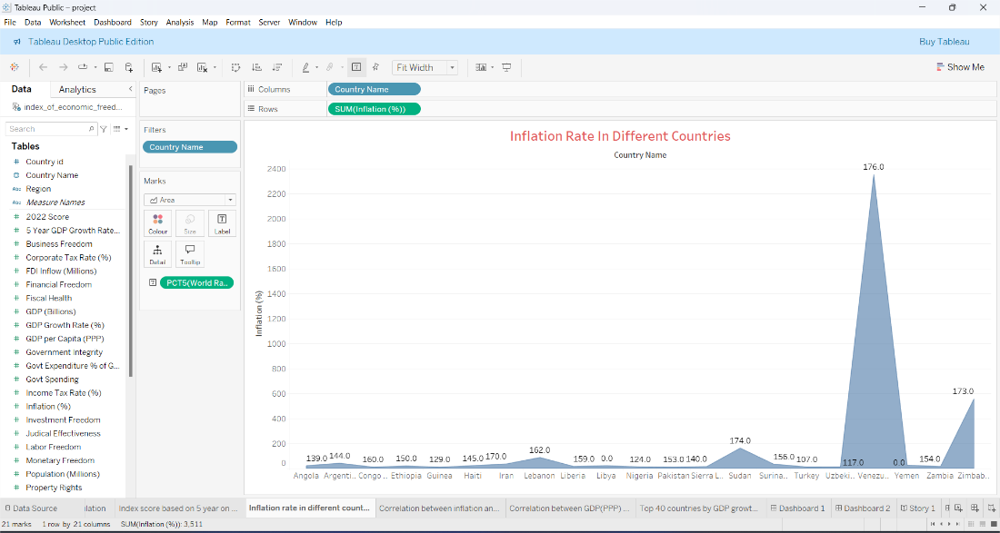 Tableau Public – project
File Data Worksheet Dashboard Story Analysis Map Format Server Window Help
Tableau Desktop Public Edition
Buy Tableau
Fit Width
Show Me
Data
Analytics
index_of_economic_freed...
Search
Tables
Country id
Country Name
Abc Region
Abc Measure Names
2022 Score
5 Year GDP Growth Rate...
Business Freedom
Corporate Tax Rate (%)
FDI Inflow (Millions)
Financial Freedom
Fiscal Health
GDP (Billions)
GDP Growth Rate (%)
GDP per Capita (PPP)
Government Integrity
Govt Expenditure % of G...
Govt Spending
Income Tax Rate (%)
Inflation (%)
Investment Freedom
Judical Effectiveness
Labor Freedom
Monetary Freedom
Population (Millions)
Property Rights
Pages
Filters
Country Name
Marks
Area
Colour
Size
Label
Detail
Tooltip
PCT5(World Ra..
Columns
Country Name
Rows
SUM(Inflation (%))
Inflation Rate In Different Countries
Country Name
Inflation (%)
2400
2200
2000
1800
1600
1400
1200
1000
800
600
400
200
0
139.0 144.0 160.0 150.0 129.0 145.0 170.0 162.0 159.0 0.0 124.0 153.0 140.0 174.0 156.0 107.0 117.0 176.0 0.0 154.0 173.0
Angola Argenti.. Congo .. Ethiopia Guinea Haiti Iran Lebanon Liberia Libya Nigeria Pakistan Sierra L.. Sudan Surina.. Turkey Uzbeki.. Venezu.. Yemen Zambia Zimbab..
Data Source
ılation
Index score based on 5 year on ...
Inflation rate in different count...
Correlation between inflation an...
Correlation between GDP(PPP) ...
Top 40 countries by GDP growt...
Dashboard 1
Dashboard 2
Story 1
21 marks 1 row by 21 columns SUM(Inflation (%)): 3,511